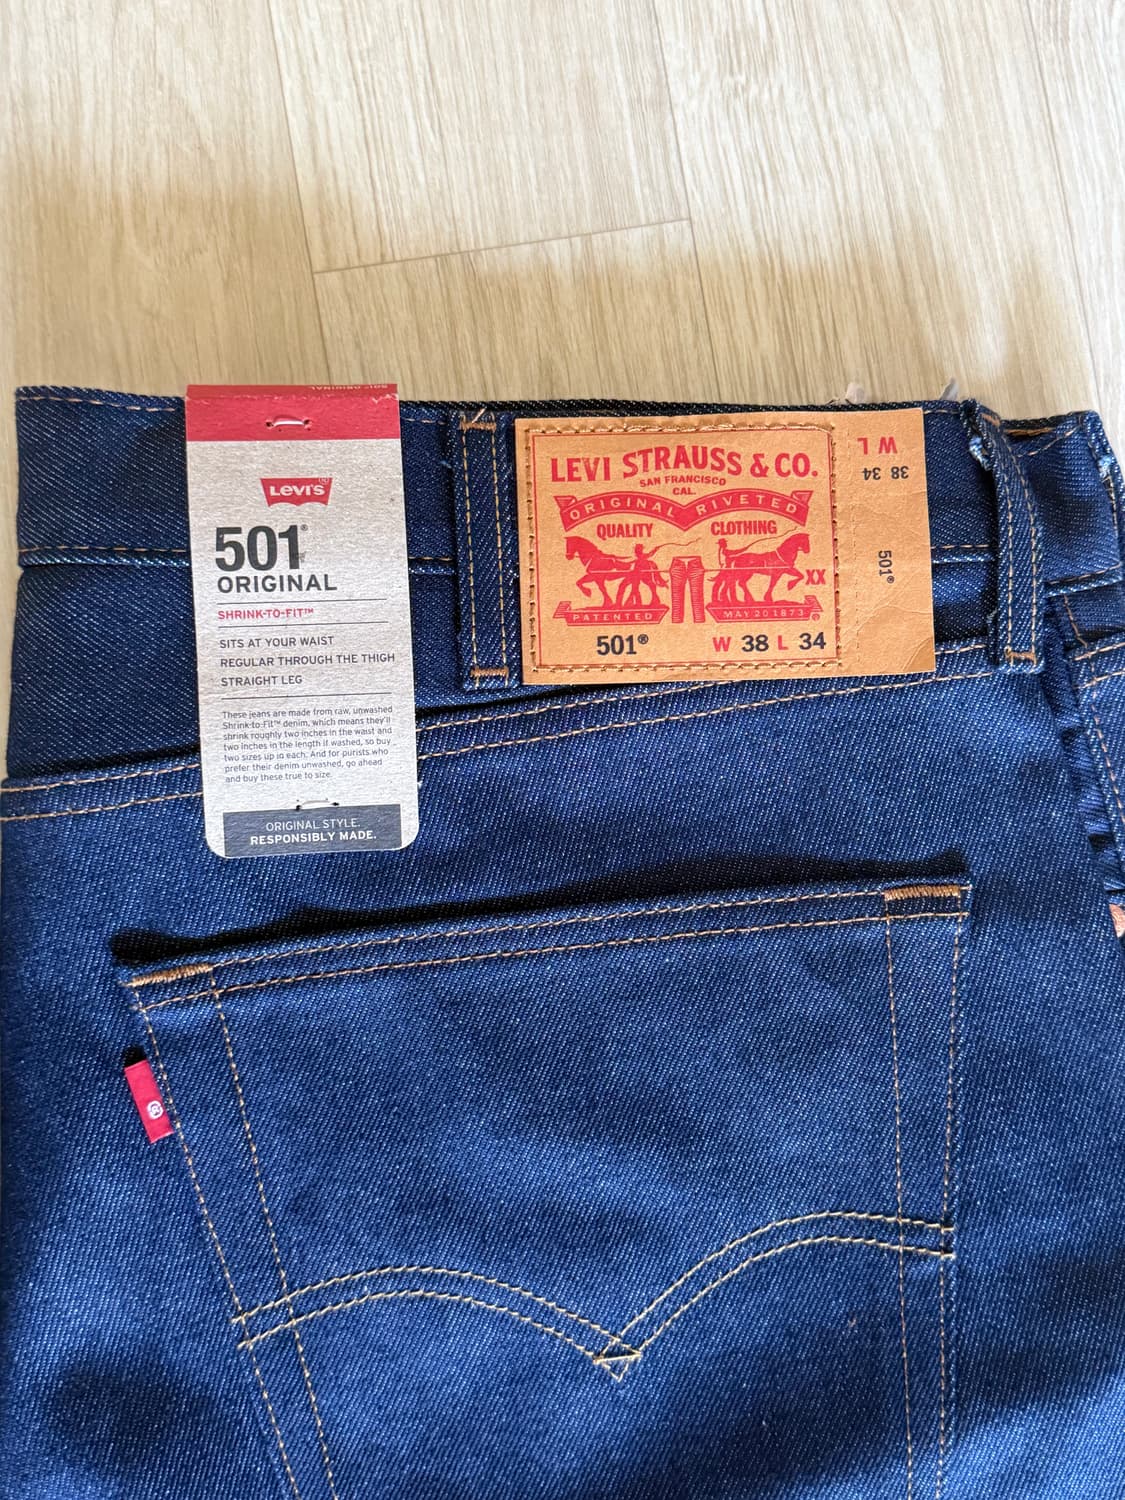 501® ORIGINAL
LEVI'S®
501®
ORIGINAL
SHRINK-TO-FIT™
SITS AT YOUR WAIST
REGULAR THROUGH THE THIGH
STRAIGHT LEG
These jeans are made from raw, unwashed
Shrink-to-Fit™ denim, which means they'll
shrink roughly two inches in the waist and
two inches in the length if washed, so buy
two sizes up in each. And for purists who
prefer their denim unwashed, go ahead
and buy these true to size.
ORIGINAL STYLE.
RESPONSIBLY MADE.
LEVI STRAUSS & CO.
SAN FRANCISCO
CAL.
ORIGINAL RIVETED
QUALITY CLOTHING
XX
PATENTED MAY 20 1873 ®
501® W 38 L 34
W L
38 34
501®
®